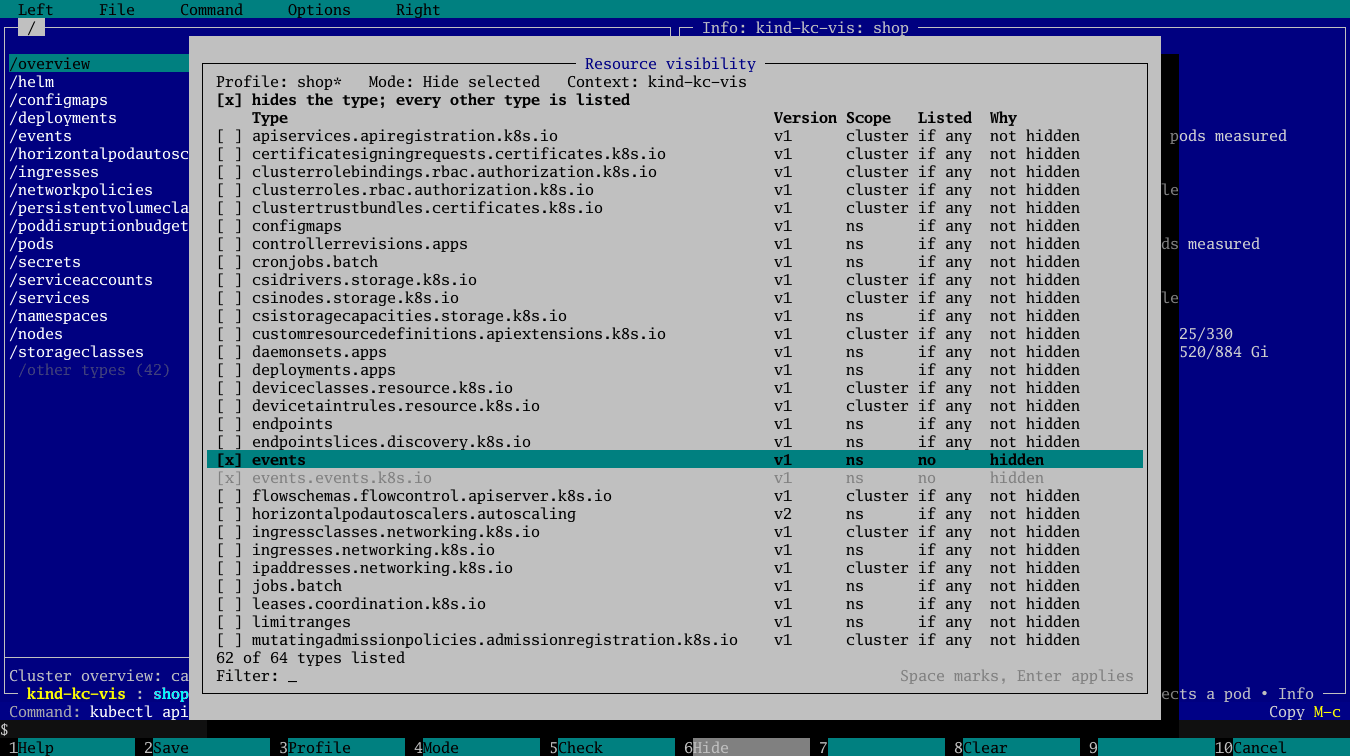 Left File Command Options Right
/ Info: kind-kc-vis: shop
Resource visibility
/overview
Profile: shop* Mode: Hide selected Context: kind-kc-vis
/helm
[x] hides the type; every other type is listed
/configmaps
Type Version Scope Listed Why
/deployments
[ ] apiservices.apiregistration.k8s.io v1 cluster if any not hidden
/events pods measured
[ ] certificatesigningrequests.certificates.k8s.io v1 cluster if any not hidden
/horizontalpodautosc
[ ] clusterrolebindings.rbac.authorization.k8s.io v1 cluster if any not hidden
/ingresses
[ ] clusterroles.rbac.authorization.k8s.io v1 cluster if any not hidden
/networkpolicies le
[ ] clustertrustbundles.certificates.k8s.io v1 cluster if any not hidden
/persistentvolumecla
[ ] configmaps v1 ns if any not hidden
/poddisruptionbudget
[ ] controllerrevisions.apps v1 ns if any not hidden
/pods ds measured
[ ] cronjobs.batch v1 ns if any not hidden
/secrets
[ ] csidrivers.storage.k8s.io v1 cluster if any not hidden
/serviceaccounts
[ ] csinodes.storage.k8s.io v1 cluster if any not hidden
/services le
[ ] csistoragecapacities.storage.k8s.io v1 ns if any not hidden
/namespaces
[ ] customresourcedefinitions.apiextensions.k8s.io v1 cluster if any not hidden
/nodes 25/330
[ ] daemonsets.apps v1 ns if any not hidden
/storageclasses 520/884 Gi
[ ] deployments.apps v1 ns if any not hidden
/other types (42)
[ ] deviceclasses.resource.k8s.io v1 cluster if any not hidden
[ ] devicetaintrules.resource.k8s.io v1 cluster if any not hidden
[ ] endpoints v1 ns if any not hidden
[ ] endpointslices.discovery.k8s.io v1 ns if any not hidden
[x] events v1 ns no hidden
[x] events.events.k8s.io v1 ns no hidden
[ ] flowschemas.flowcontrol.apiserver.k8s.io v1 cluster if any not hidden
[ ] horizontalpodautoscalers.autoscaling v2 ns if any not hidden
[ ] ingressclasses.networking.k8s.io v1 cluster if any not hidden
[ ] ingresses.networking.k8s.io v1 ns if any not hidden
[ ] ipaddresses.networking.k8s.io v1 cluster if any not hidden
[ ] jobs.batch v1 ns if any not hidden
[ ] leases.coordination.k8s.io v1 ns if any not hidden
[ ] limitranges v1 ns if any not hidden
[ ] mutatingadmissionpolicies.admissionregistration.k8s.io v1 cluster if any not hidden
62 of 64 types listed
Filter: _ Space marks, Enter applies
Cluster overview: ca
kind-kc-vis : shop ects a pod • Info
Command: kubectl api Copy M-c
$
1Help 2Save 3Profile 4Mode 5Check 6Hide 7 8Clear 9 10Cancel